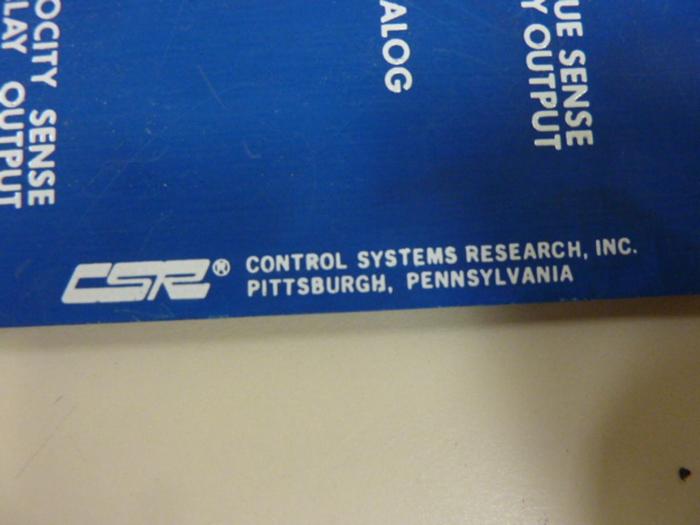 OCITY SENSE
LAY OUTPUT
ALOG
UE SENSE
Y OUTPUT
CSR® CONTROL SYSTEMS RESEARCH, INC.
PITTSBURGH, PENNSYLVANIA